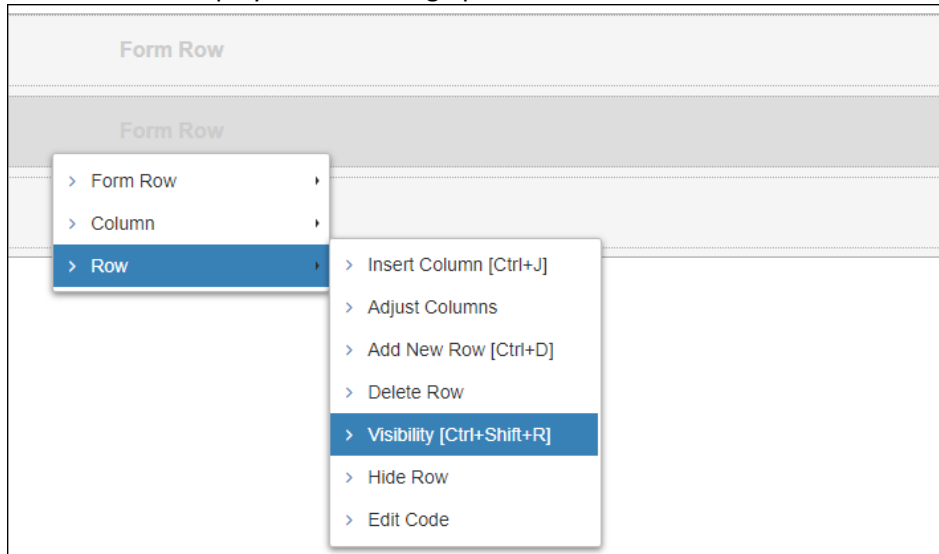 Form Row
Form Row
Form Row
Column
Row
Insert Column [Ctrl+J]
Adjust Columns
Add New Row [Ctrl+D]
Delete Row
Visibility [Ctrl+Shift+R]
Hide Row
Edit Code